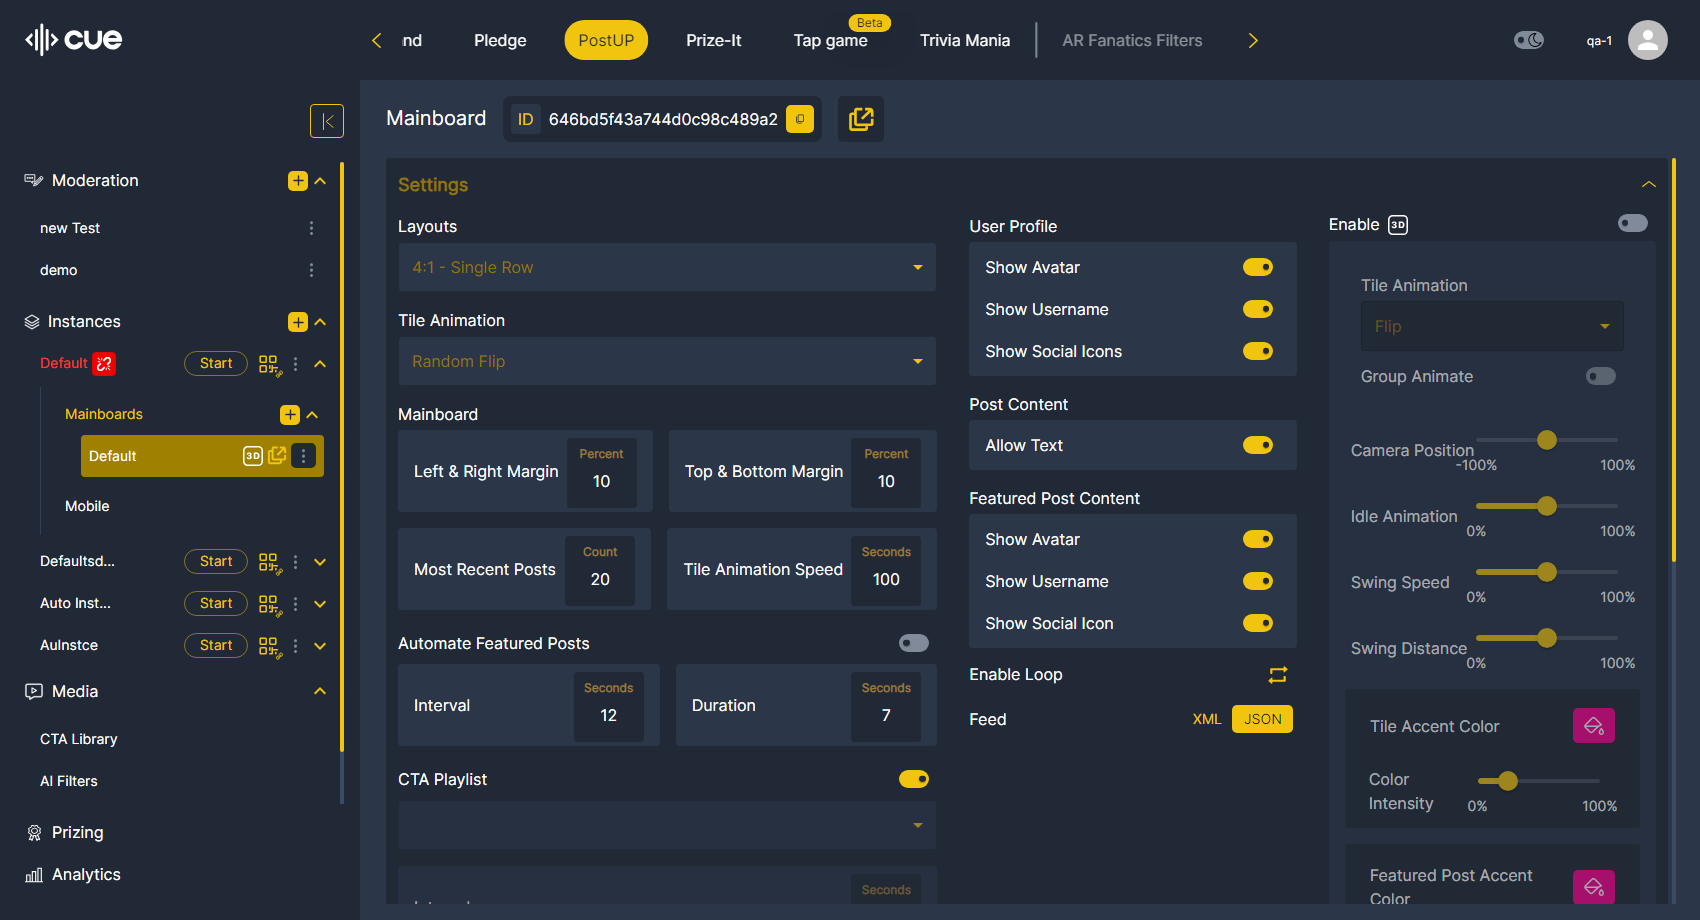 cue
nd
Pledge
PostUP
Prize-It
Beta
Tap game
Trivia Mania
AR Fanatics Filters
qa-1
Moderation
new Test
demo
Instances
Default
Start
Mainboards
Default
3D
Mobile
Defaultsd...
Start
Auto Inst...
Start
AuInstce
Start
Media
CTA Library
AI Filters
Prizing
Analytics
Mainboard
ID 646bd5f43a744d0c98c489a2
Settings
Layouts
4:1 - Single Row
Tile Animation
Random Flip
Mainboard
Left & Right Margin
Percent
10
Top & Bottom Margin
Percent
10
Most Recent Posts
Count
20
Tile Animation Speed
Seconds
100
Automate Featured Posts
Interval
Seconds
12
Duration
Seconds
7
CTA Playlist
Seconds
User Profile
Show Avatar
Show Username
Show Social Icons
Post Content
Allow Text
Featured Post Content
Show Avatar
Show Username
Show Social Icon
Enable Loop
Feed
XML
JSON
Enable 3D
Tile Animation
Flip
Group Animate
Camera Position
-100%
100%
Idle Animation
0%
100%
Swing Speed
0%
100%
Swing Distance
0%
100%
Tile Accent Color
Color
Intensity
0%
100%
Featured Post Accent
Color